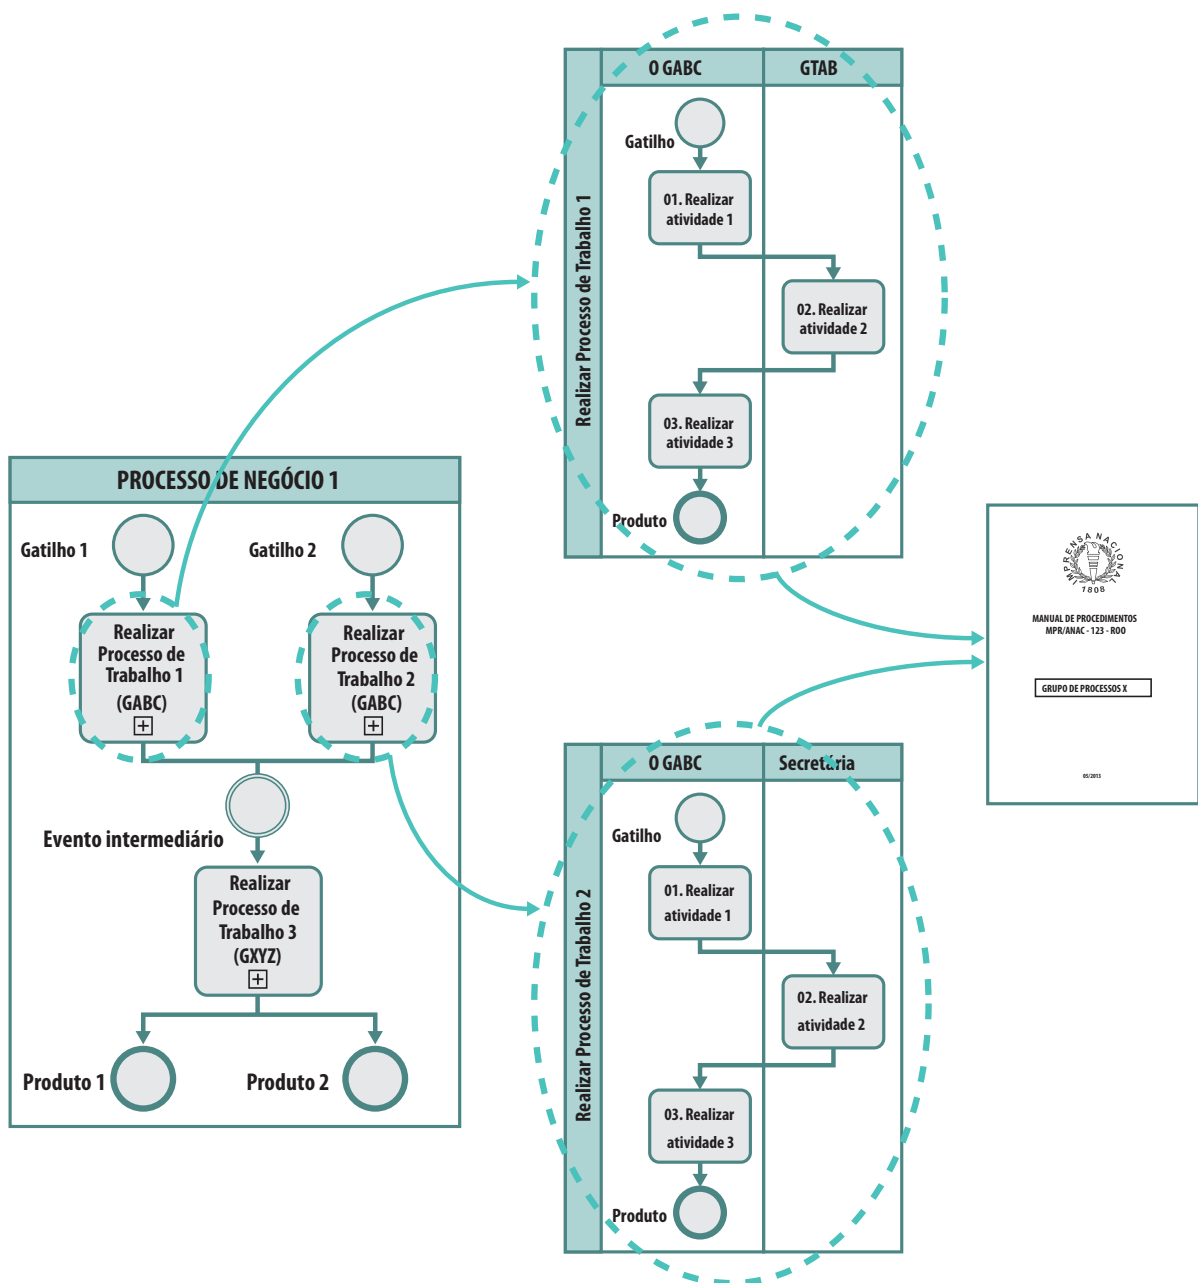 O GABC
GTAB
Realizar Processo de Trabalho 1
Gatilho
01. Realizar
atividade 1
02. Realizar
atividade 2
03. Realizar
atividade 3
Produto
PROCESSO DE NEGÓCIO 1
Gatilho 1
Gatilho 2
Realizar
Processo de
Trabalho 1
(GABC)
Realizar
Processo de
Trabalho 2
(GABC)
Evento intermediário
Realizar
Processo de
Trabalho 3
(GXYZ)
Produto 1
Produto 2
O GABC
Secretária
Realizar Processo de Trabalho 2
Gatilho
01. Realizar
atividade 1
02. Realizar
atividade 2
03. Realizar
atividade 3
Produto
IMPRENSA NACIONAL
1808
MANUAL DE PROCEDIMENTOS
MPR/ANAC - 123 - ROO
GRUPO DE PROCESSOS X
05/2013